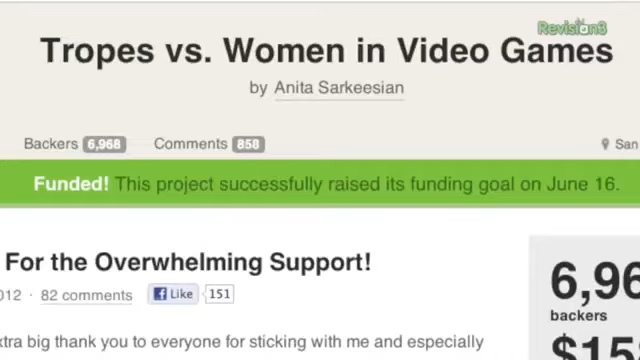 Revision3
Tropes vs. Women in Video Games
by Anita Sarkeesian
Backers 6,968 Comments 858 San
Funded! This project successfully raised its funding goal on June 16.
For the Overwhelming Support!
012 · 82 comments Like 151
6,96
backers
xtra big thank you to everyone for sticking with me and especially
$15